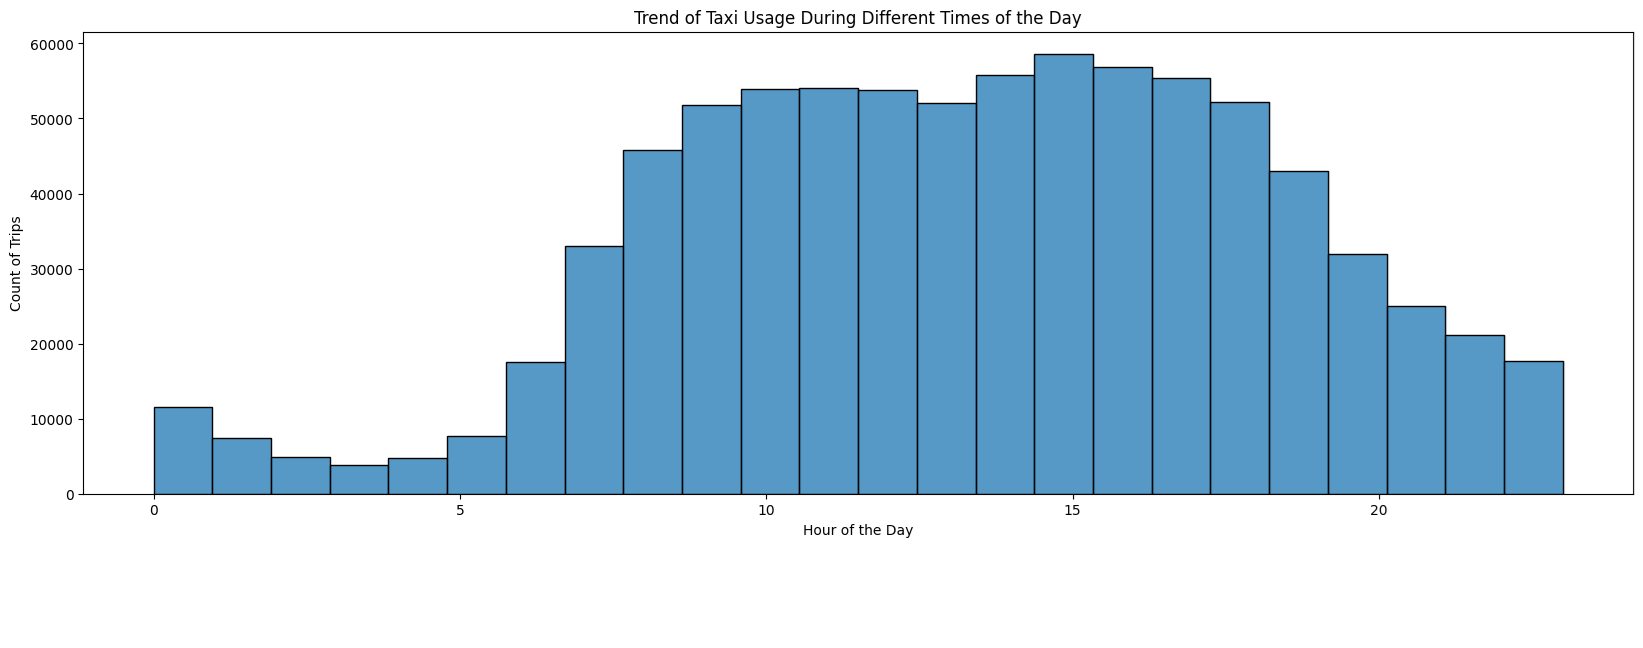 Trend of Taxi Usage During Different Times of the Day
60000
50000
40000
30000
20000
10000
0
Count of Trips
0 5 10 15 20
Hour of the Day